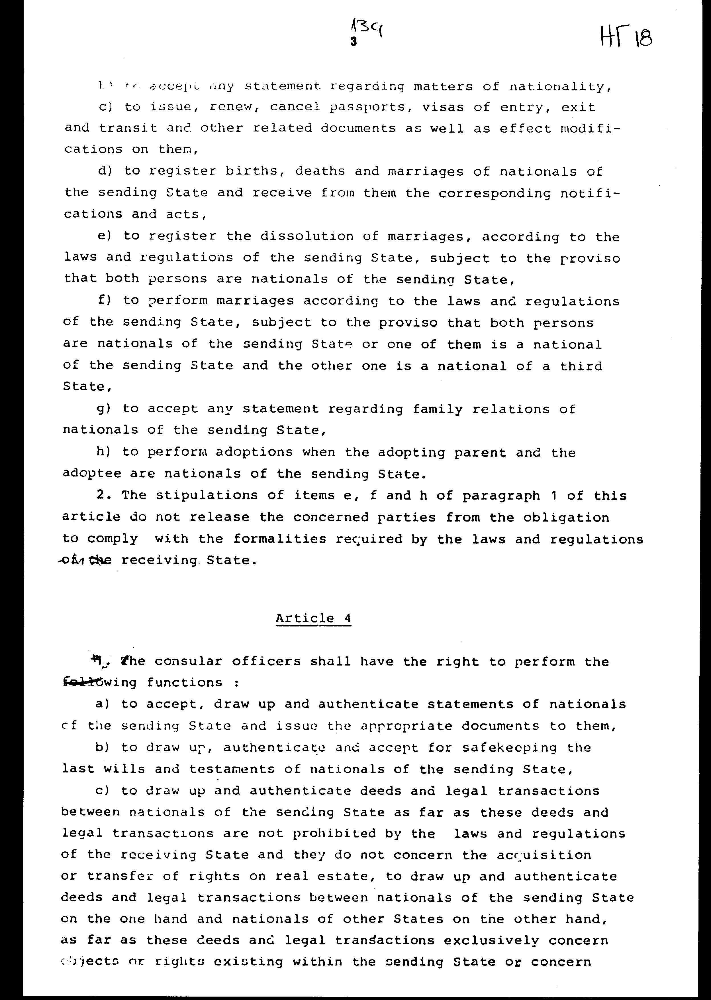 139
3
НГ 18
b) to accept any statement regarding matters of nationality,
c) to issue, renew, cancel passports, visas of entry, exit
and transit and other related documents as well as effect modifi-
cations on them,
d) to register births, deaths and marriages of nationals of
the sending State and receive from them the corresponding notifi-
cations and acts,
e) to register the dissolution of marriages, according to the
laws and regulations of the sending State, subject to the proviso
that both persons are nationals of the sending State,
f) to perform marriages according to the laws and regulations
of the sending State, subject to the proviso that both persons
are nationals of the sending State or one of them is a national
of the sending State and the other one is a national of a third
State,
g) to accept any statement regarding family relations of
nationals of the sending State,
h) to perform adoptions when the adopting parent and the
adoptee are nationals of the sending State.
2. The stipulations of items e, f and h of paragraph 1 of this
article do not release the concerned parties from the obligation
to comply with the formalities required by the laws and regulations
of the receiving State.
Article 4
1. The consular officers shall have the right to perform the
following functions :
a) to accept, draw up and authenticate statements of nationals
of the sending State and issue the appropriate documents to them,
b) to draw up, authenticate and accept for safekeeping the
last wills and testaments of nationals of the sending State,
c) to draw up and authenticate deeds and legal transactions
between nationals of the sending State as far as these deeds and
legal transactions are not prohibited by the laws and regulations
of the receiving State and they do not concern the acquisition
or transfer of rights on real estate, to draw up and authenticate
deeds and legal transactions between nationals of the sending State
on the one hand and nationals of other States on the other hand,
as far as these deeds and legal transactions exclusively concern
objects or rights existing within the sending State or concern